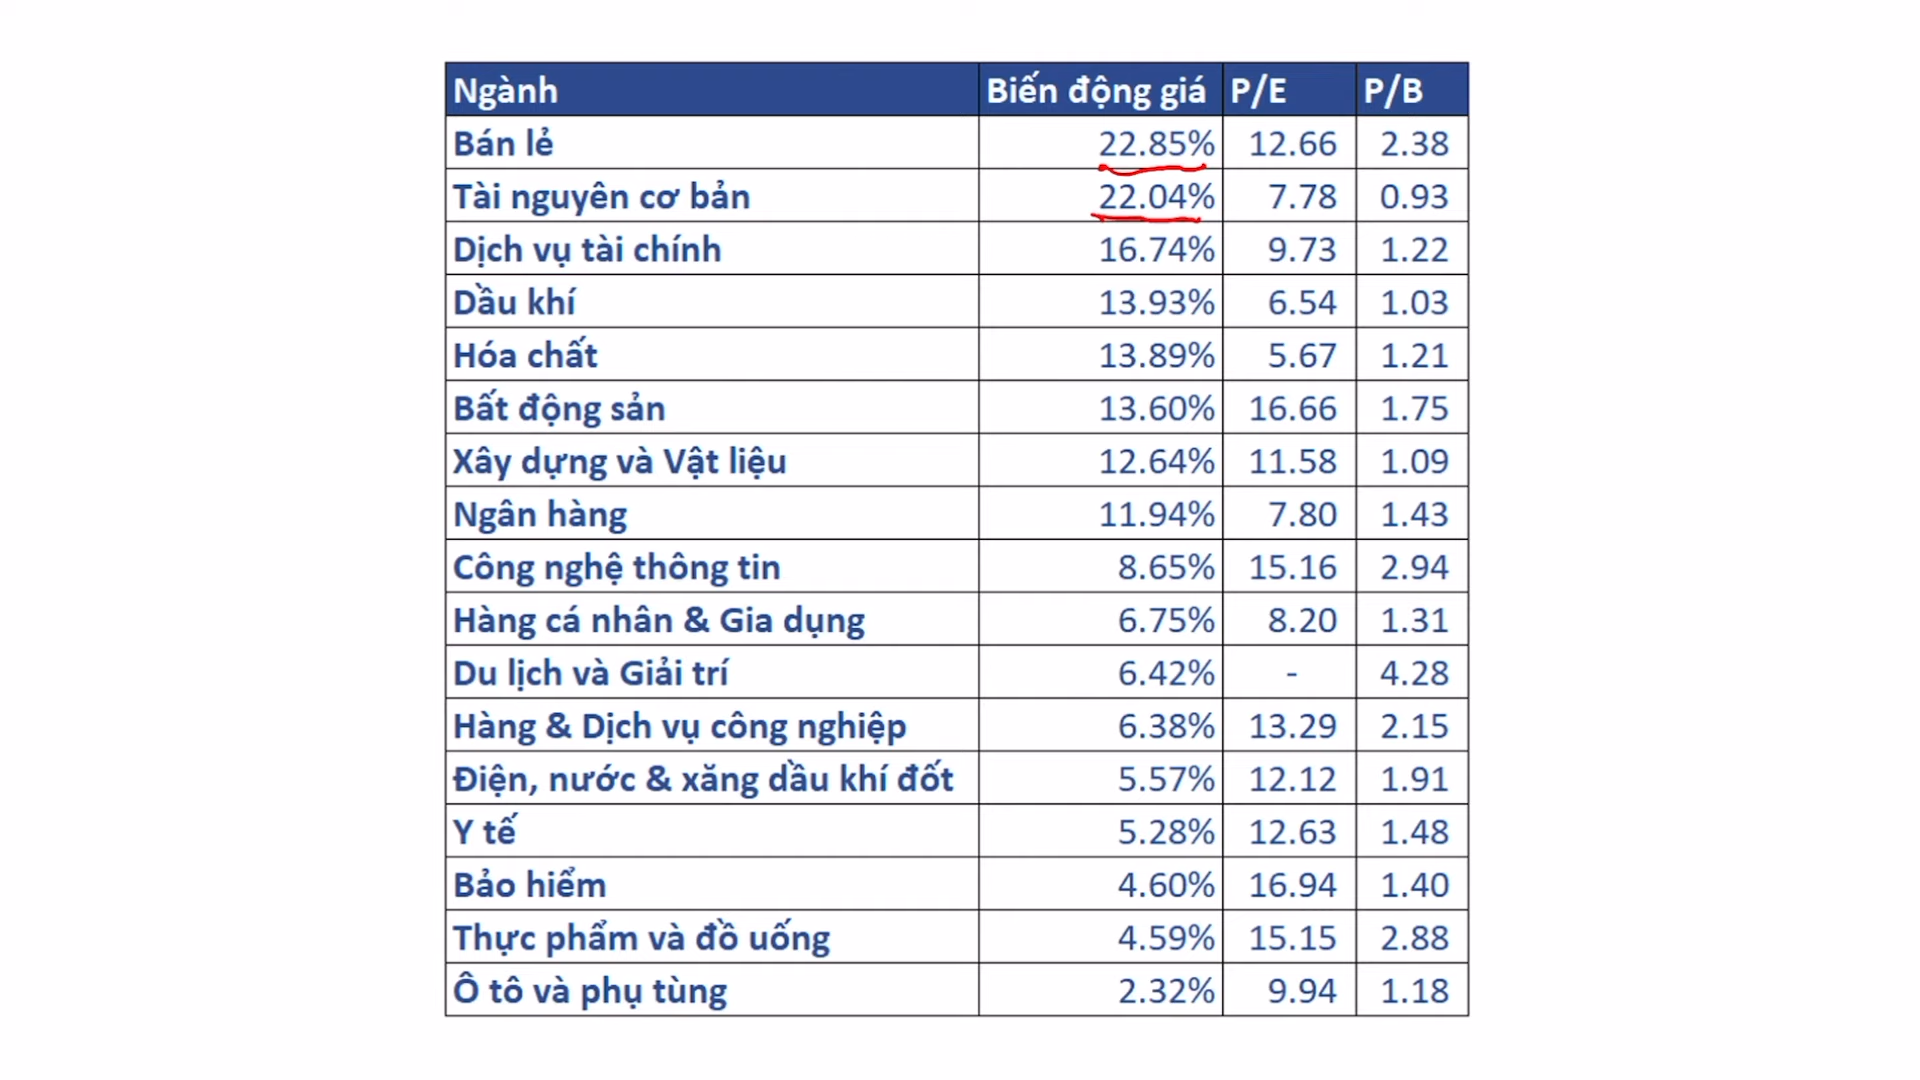 Ngành Biến động giá P/E P/B
Bán lẻ 22.85% 12.66 2.38
Tài nguyên cơ bản 22.04% 7.78 0.93
Dịch vụ tài chính 16.74% 9.73 1.22
Dầu khí 13.93% 6.54 1.03
Hóa chất 13.89% 5.67 1.21
Bất động sản 13.60% 16.66 1.75
Xây dựng và Vật liệu 12.64% 11.58 1.09
Ngân hàng 11.94% 7.80 1.43
Công nghệ thông tin 8.65% 15.16 2.94
Hàng cá nhân & Gia dụng 6.75% 8.20 1.31
Du lịch và Giải trí 6.42% - 4.28
Hàng & Dịch vụ công nghiệp 6.38% 13.29 2.15
Điện, nước & xăng dầu khí đốt 5.57% 12.12 1.91
Y tế 5.28% 12.63 1.48
Bảo hiểm 4.60% 16.94 1.40
Thực phẩm và đồ uống 4.59% 15.15 2.88
Ô tô và phụ tùng 2.32% 9.94 1.18